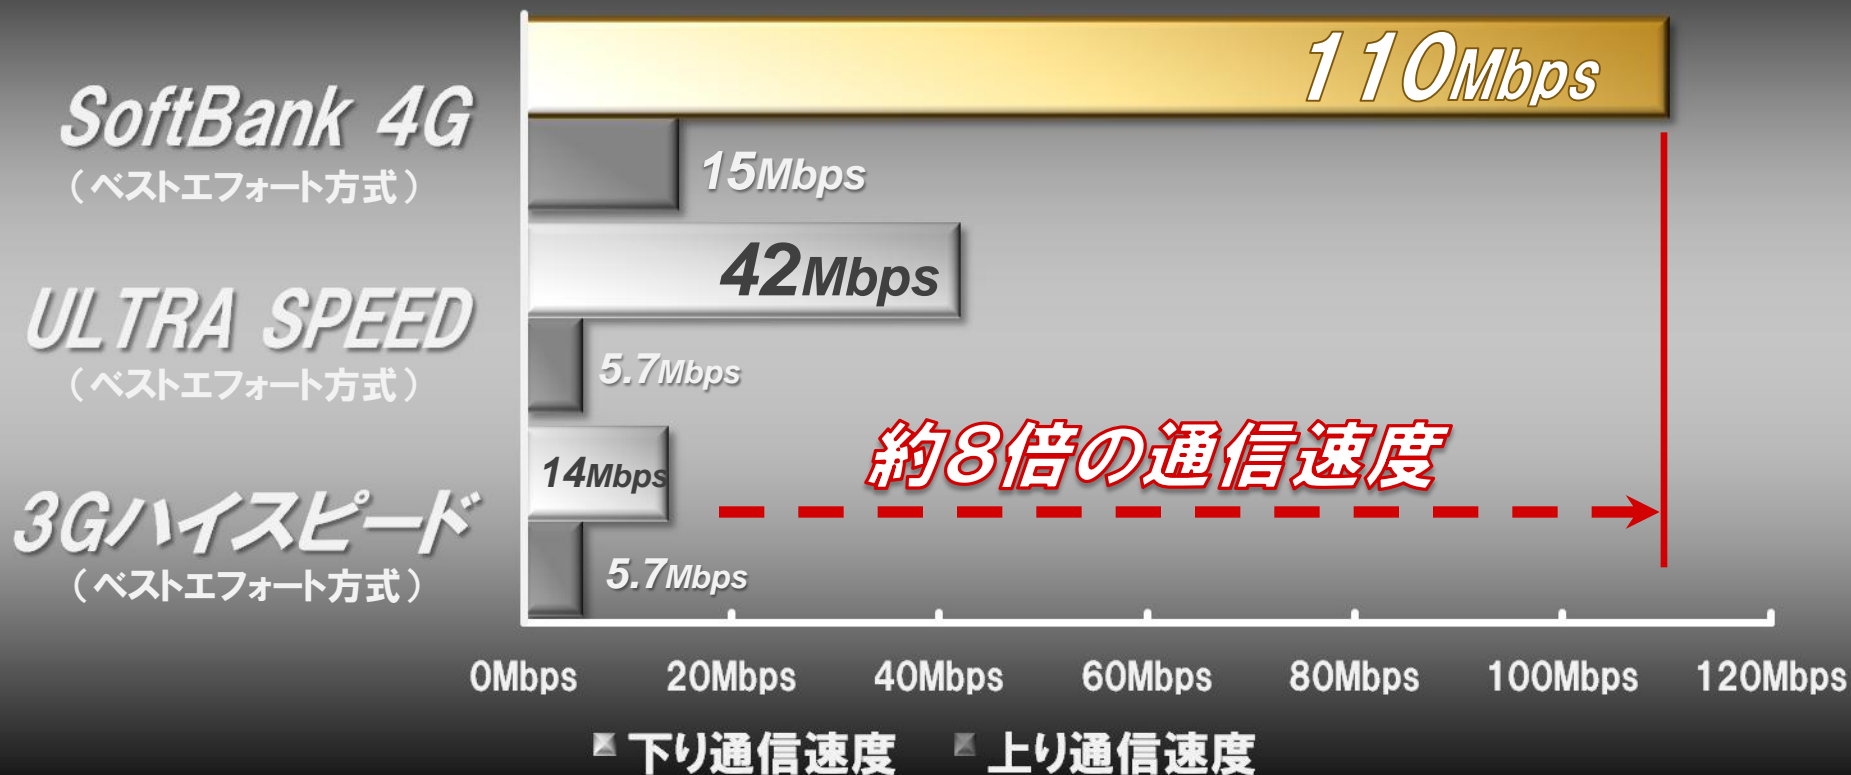 110Mbps
SoftBank 4G
(ベストエフォート方式)
15Mbps
42Mbps
ULTRA SPEED
(ベストエフォート方式)
5.7Mbps
約8倍の通信速度
14Mbps
3Gハイスピード
(ベストエフォート方式)
5.7Mbps
0Mbps 20Mbps 40Mbps 60Mbps 80Mbps 100Mbps 120Mbps
下り通信速度 上り通信速度